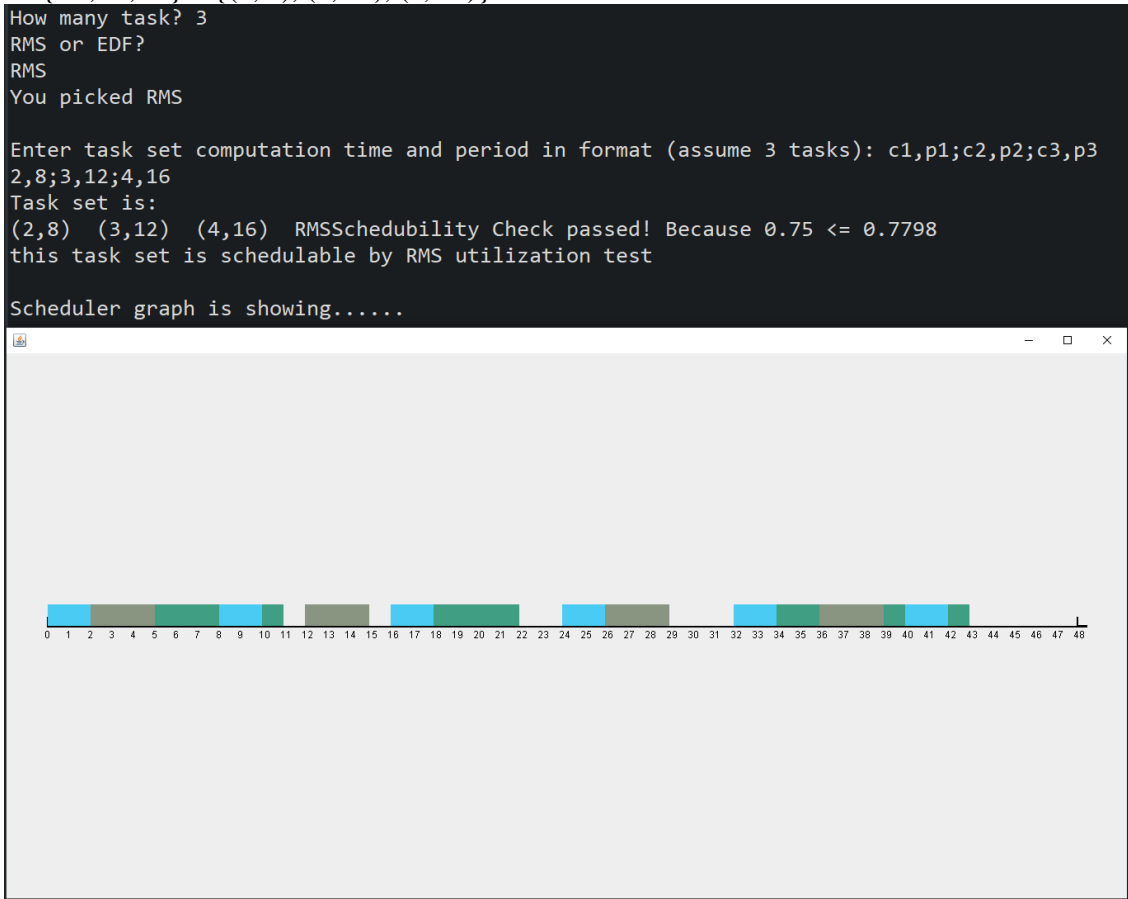 How many task? 3
RMS or EDF?
RMS
You picked RMS
Enter task set computation time and period in format (assume 3 tasks): c1,p1;c2,p2;c3,p3
2,8;3,12;4,16
Task set is:
(2,8)  (3,12)  (4,16)  RMSSchedubility Check passed! Because 0.75 <= 0.7798
this task set is schedulable by RMS utilization test
Scheduler graph is showing......
0 1 2 3 4 5 6 7 8 9 10 11 12 13 14 15 16 17 18 19 20 21 22 23 24 25 26 27 28 29 30 31 32 33 34 35 36 37 38 39 40 41 42 43 44 45 46 47 48